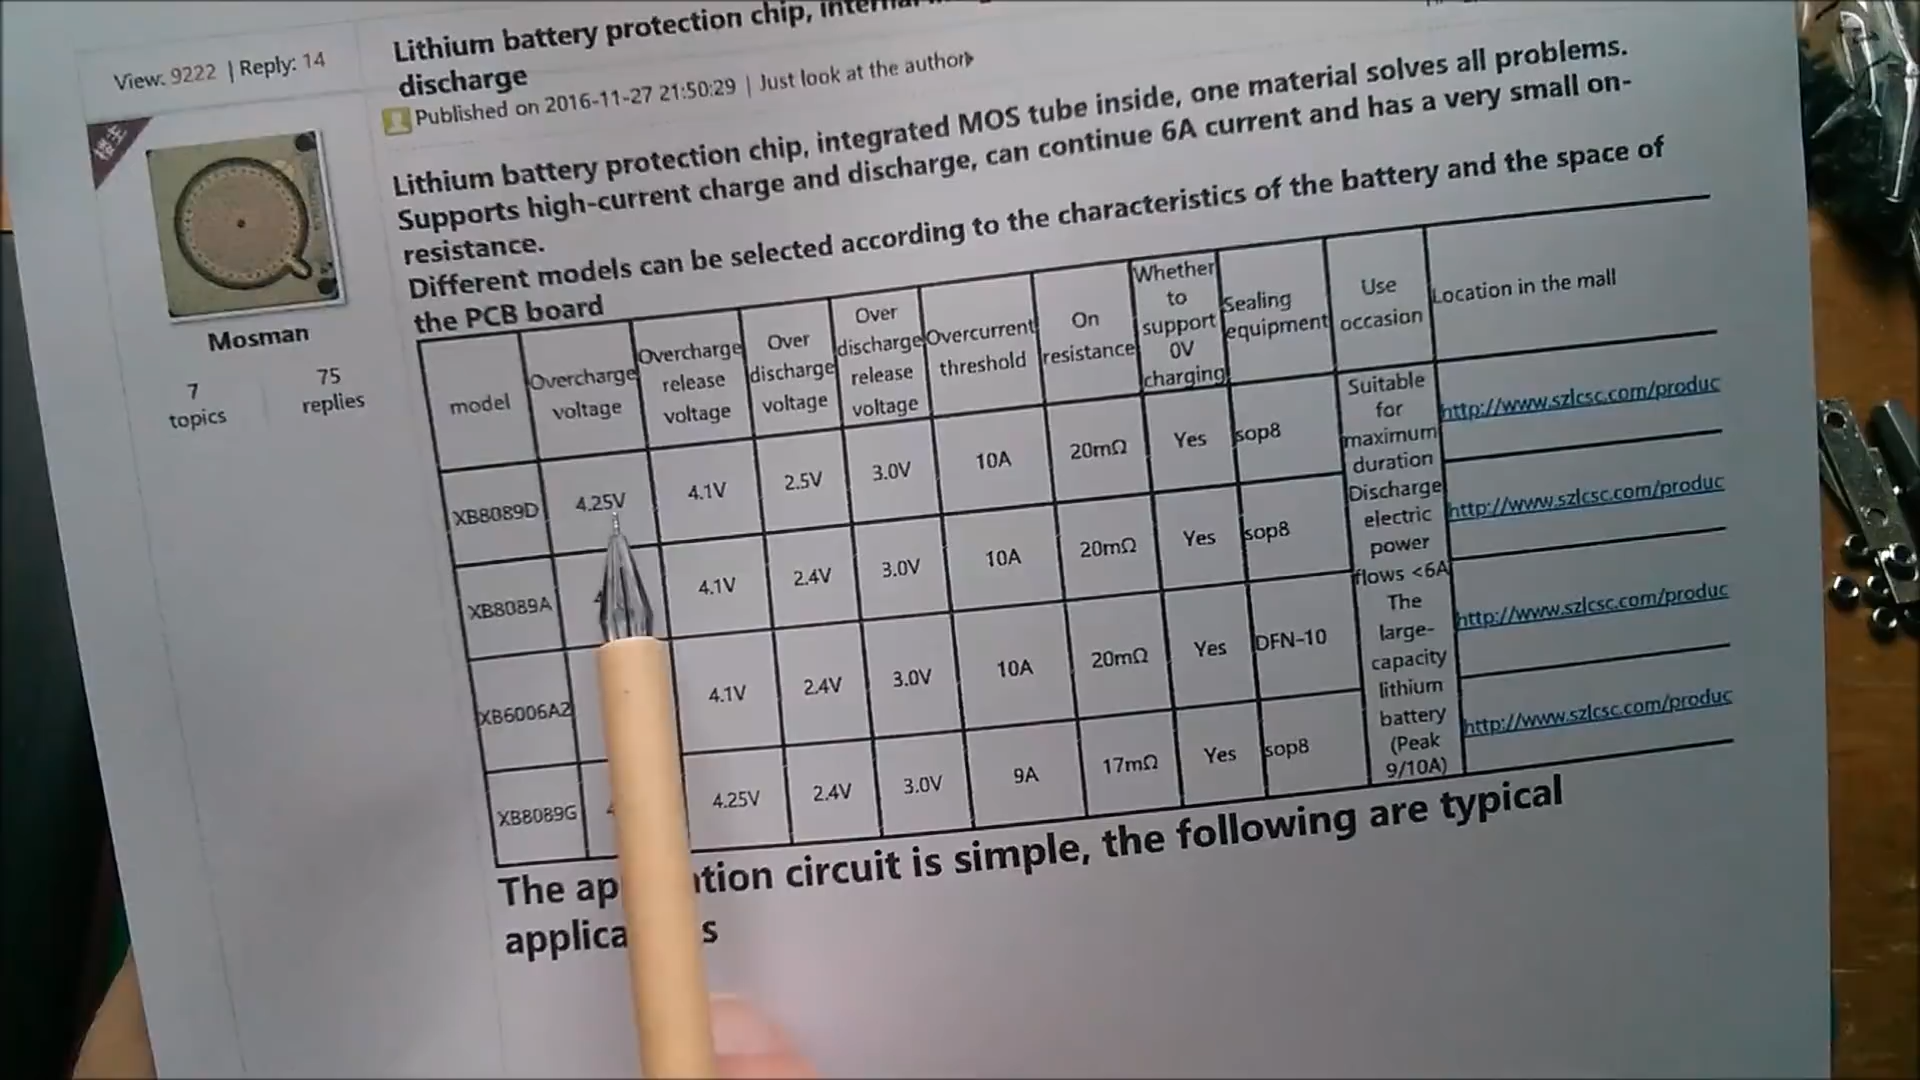 View: 9222 | Reply: 14
Lithium battery protection chip,
discharge
Published on 2016-11-27 21:50:29 | Just look at the author
楼主
Mosman
7 topics
75 replies
Lithium battery protection chip, integrated MOS tube inside, one material solves all problems.
Supports high-current charge and discharge, can continue 6A current and has a very small on-
resistance.
Different models can be selected according to the characteristics of the battery and the space of
the PCB board
model
Overcharge voltage
Overcharge release voltage
Over discharge voltage
Over discharge release voltage
Overcurrent threshold
On resistance
Whether to support 0V charging
Sealing equipment
Use occasion
Location in the mall
XB8089D 4.25V 4.1V 2.5V 3.0V 10A 20mΩ Yes sop8 http://www.szlcsc.com/produc
XB8089A 4.1V 2.4V 3.0V 10A 20mΩ Yes sop8 http://www.szlcsc.com/produc
XB6006A2 4.1V 2.4V 3.0V 10A 20mΩ Yes DFN-10 http://www.szlcsc.com/produc
XB8089G 4.25V 2.4V 3.0V 9A 17mΩ Yes sop8 http://www.szlcsc.com/produc
Suitable
for
maximum
duration
Discharge
electric
power
flows <6A
The
large-
capacity
lithium
battery
(Peak
9/10A)
The circuit is simple, the following are typical